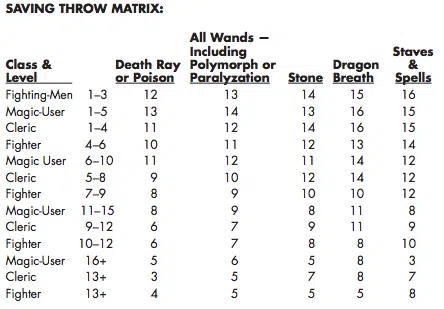 SAVING THROW MATRIX:
All Wands —
Including Staves
Class & Death Ray Polymorph or Dragon &
Level or Poison Paralyzation Stone Breath Spells
Fighting-Men 1–3 12 13 14 15 16
Magic-User 1–5 13 14 13 16 15
Cleric 1–4 11 12 14 16 15
Fighter 4–6 10 11 12 13 14
Magic User 6–10 11 12 11 14 12
Cleric 5–8 9 10 12 14 12
Fighter 7–9 8 9 10 10 12
Magic-User 11–15 8 9 8 11 8
Cleric 9–12 6 7 9 11 9
Fighter 10–12 6 7 8 8 10
Magic-User 16+ 5 6 5 8 3
Cleric 13+ 3 5 7 8 7
Fighter 13+ 4 5 5 5 8